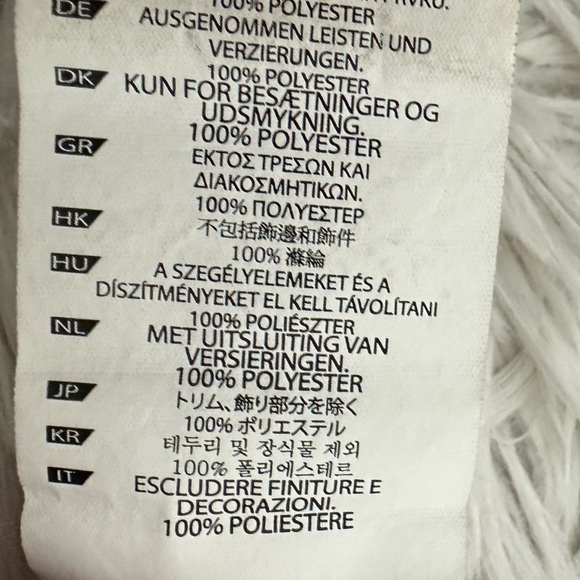 DE
100% POLYESTER
AUSGENOMMEN LEISTEN UND
VERZIERUNGEN.
100% POLYESTER
DK
KUN FOR BESÆTNINGER OG
UDSMYKNING.
100% POLYESTER
GR
ΕΚΤΟΣ ΤΡΕΣΩΝ ΚΑΙ
ΔΙΑΚΟΣΜΗΤΙΚΩΝ.
100% ΠΟΛΥΕΣΤΕΡ
HK
不包括飾邊和飾件
100% 滌綸
HU
A SZEGÉLYELEMEKET ÉS A
DÍSZÍTMÉNYEKET EL KELL TÁVOLÍTANI
100% POLIÉSZTER
NL
MET UITSLUITING VAN
VERSIERINGEN.
100% POLYESTER
JP
トリム、飾り部分を除く
100% ポリエステル
KR
테두리 및 장식물 제외
100% 폴리에스테르
IT
ESCLUDERE FINITURE E
DECORAZIONI.
100% POLIESTERE